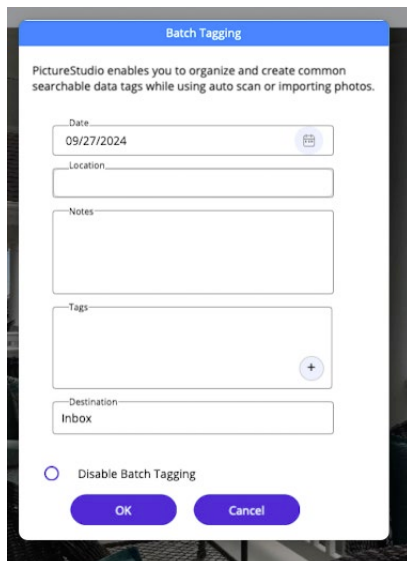 Batch Tagging
PictureStudio enables you to organize and create common
searchable data tags while using auto scan or importing photos.
Date
09/27/2024
Location
Notes
Tags
+
Destination
Inbox
Disable Batch Tagging
OK Cancel